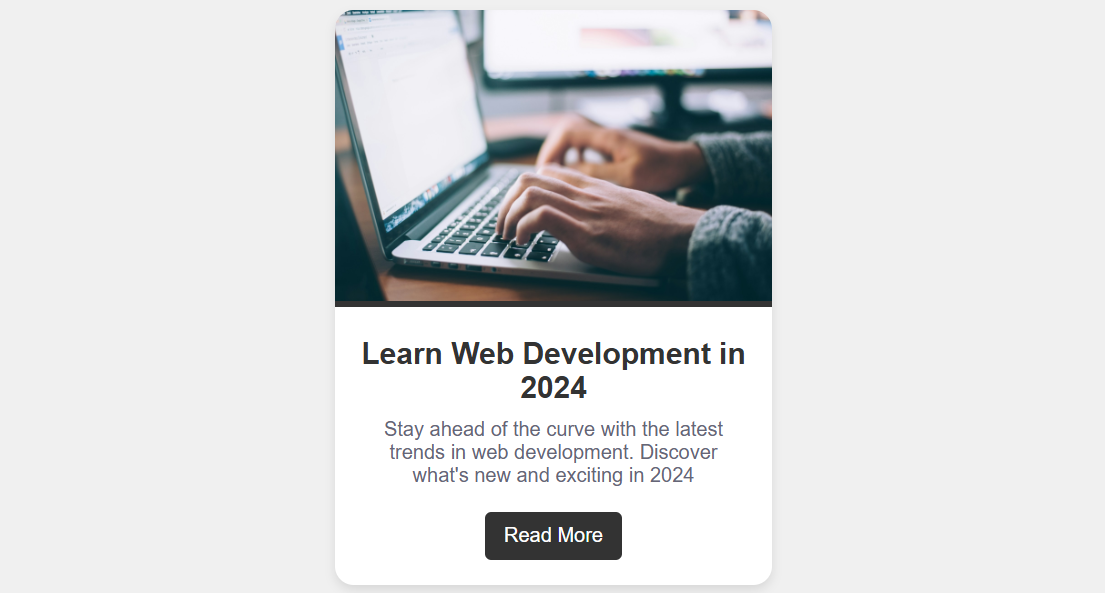 Learn Web Development in
2024
Stay ahead of the curve with the latest
trends in web development. Discover
what's new and exciting in 2024
Read More